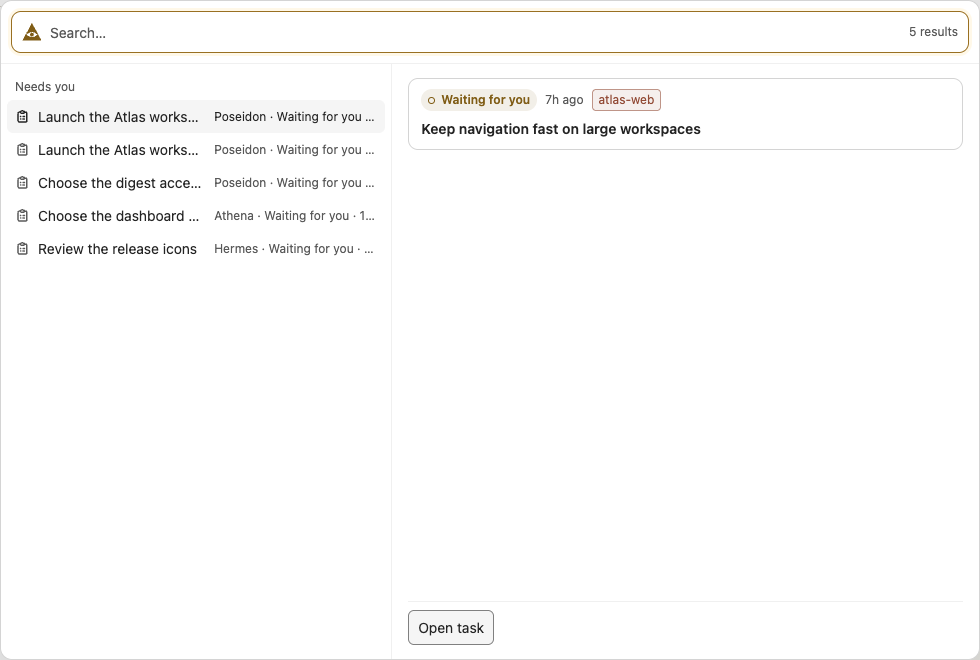 Search...
5 results
Needs you
Launch the Atlas works... Poseidon · Waiting for you ...
Launch the Atlas works... Poseidon · Waiting for you ...
Choose the digest acce... Poseidon · Waiting for you ...
Choose the dashboard ... Athena · Waiting for you · 1...
Review the release icons Hermes · Waiting for you · ...
Waiting for you 7h ago atlas-web
Keep navigation fast on large workspaces
Open task